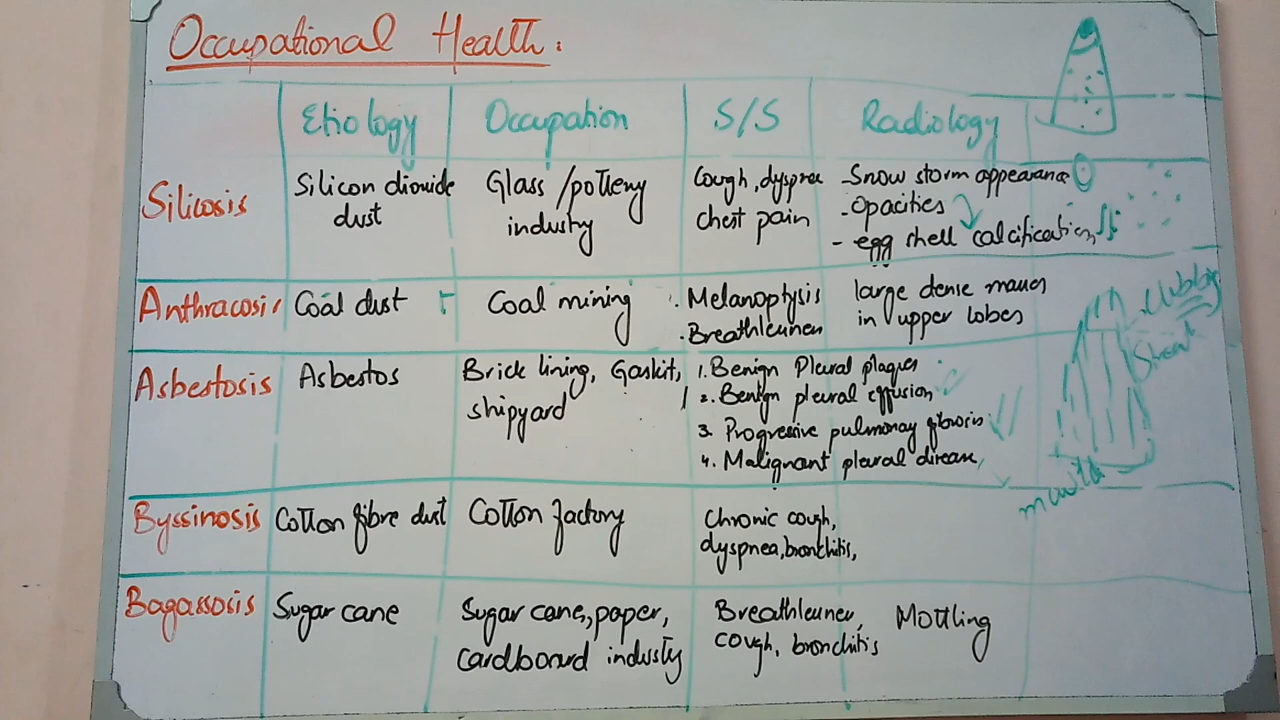 Occupational Health:
Etiology Occupation S/S Radiology
Silicosis
Silicon dioxide
dust
Glass/pottery
industry
Cough, dyspnea
chest pain
-Snow storm appearance
-Opacities
- egg shell calcification,
Anthracosis
Coal dust
Coal mining
. Melanoptysis
.Breathlessness
large dense masses
in upper lobes
Asbestosis
Asbestos
Brick lining, Gaskit,
shipyard
1. Benign Pleural plaques
2. Benign pleural effusion
3. Progressive pulmonary fibrosis
4. Malignant pleural disease,
Byssinosis
Cotton fibre dust
Cotton factory
Chronic cough,
dyspnea, bronchitis,
Bagassosis
Sugar cane
Sugar cane, paper,
cardboard industry
Breathlessness,
cough, bronchitis
Mottling